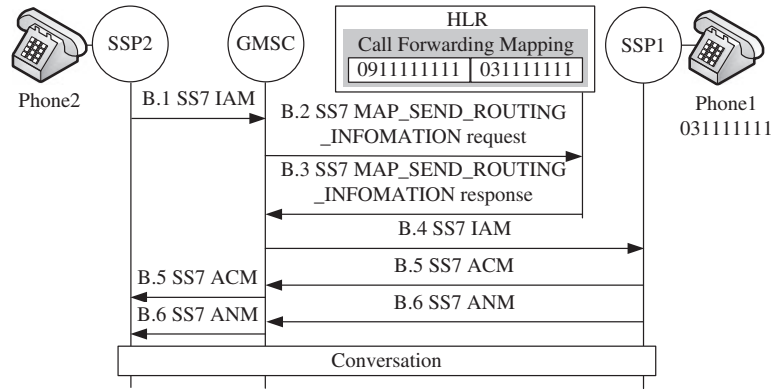 HLR
SSP2
GMSC
Call Forwarding Mapping
SSP1
0911111111 031111111
Phone2
Phone1
031111111
B.1 SS7 IAM
B.2 SS7 MAP_SEND_ROUTING
_INFOMATION request
B.3 SS7 MAP_SEND_ROUTING
_INFOMATION response
B.4 SS7 IAM
B.5 SS7 ACM
B.5 SS7 ACM
B.6 SS7 ANM
B.6 SS7 ANM
Conversation